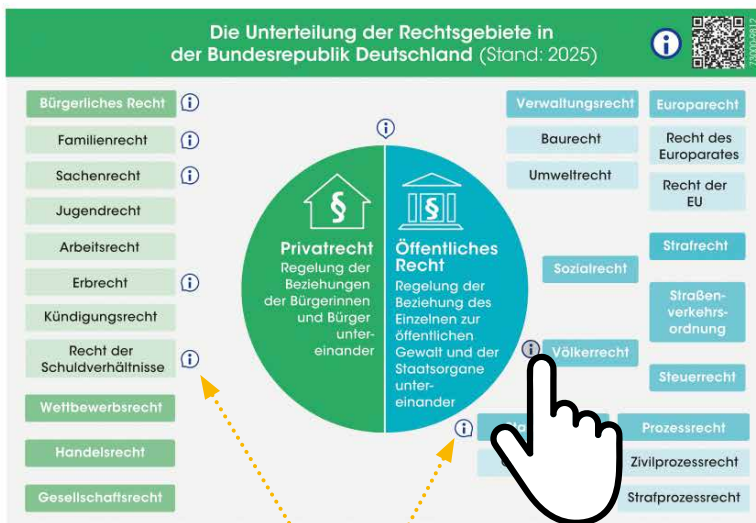 Die Unterteilung der Rechtsgebiete in
der Bundesrepublik Deutschland (Stand: 2025)
Bürgerliches Recht
Familienrecht
Sachenrecht
Jugendrecht
Arbeitsrecht
Erbrecht
Kündigungsrecht
Recht der
Schuldverhältnisse
Wettbewerbsrecht
Handelsrecht
Gesellschaftsrecht
§
Privatrecht
Regelung der
Beziehungen
der Bürgerinnen
und Bürger
unter-
einander
§
Öffentliches
Recht
Regelung der
Beziehung des
Einzelnen zur
öffentlichen
Gewalt und der
Staatsorgane
unter-
einander
Verwaltungsrecht
Baurecht
Umweltrecht
Sozialrecht
Völkerrecht
Europarecht
Recht des
Europarates
Recht der
EU
Strafrecht
Straßen-
verkehrs-
ordnung
Steuerrecht
Prozessrecht
Zivilprozessrecht
Strafprozessrecht